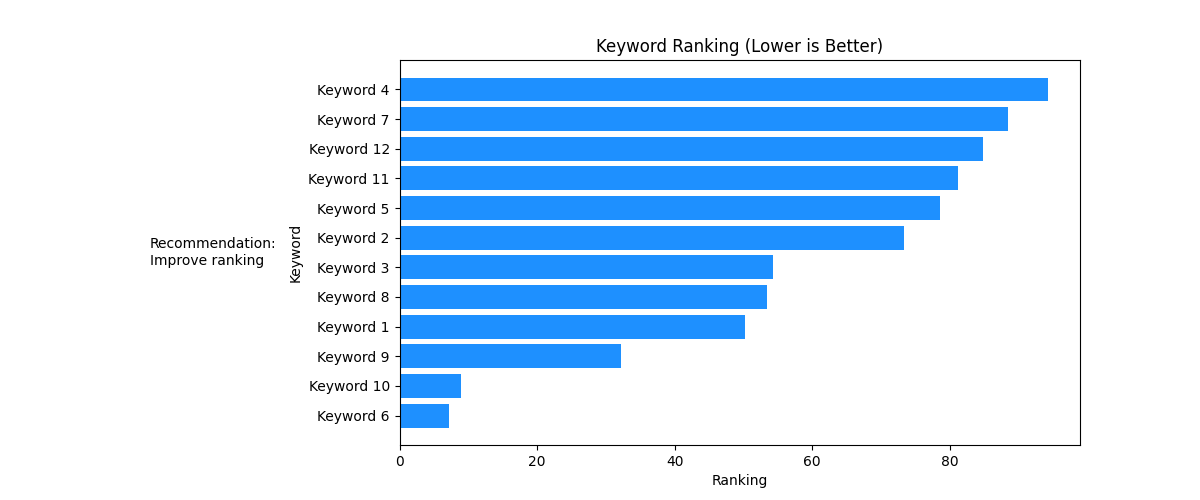 Keyword Ranking (Lower is Better)
Keyword 4
Keyword 7
Keyword 12
Keyword 11
Keyword 5
Keyword 2
Keyword 3
Keyword 8
Keyword 1
Keyword 9
Keyword 10
Keyword 6
Keyword
Recommendation:
Improve ranking
0 20 40 60 80
Ranking